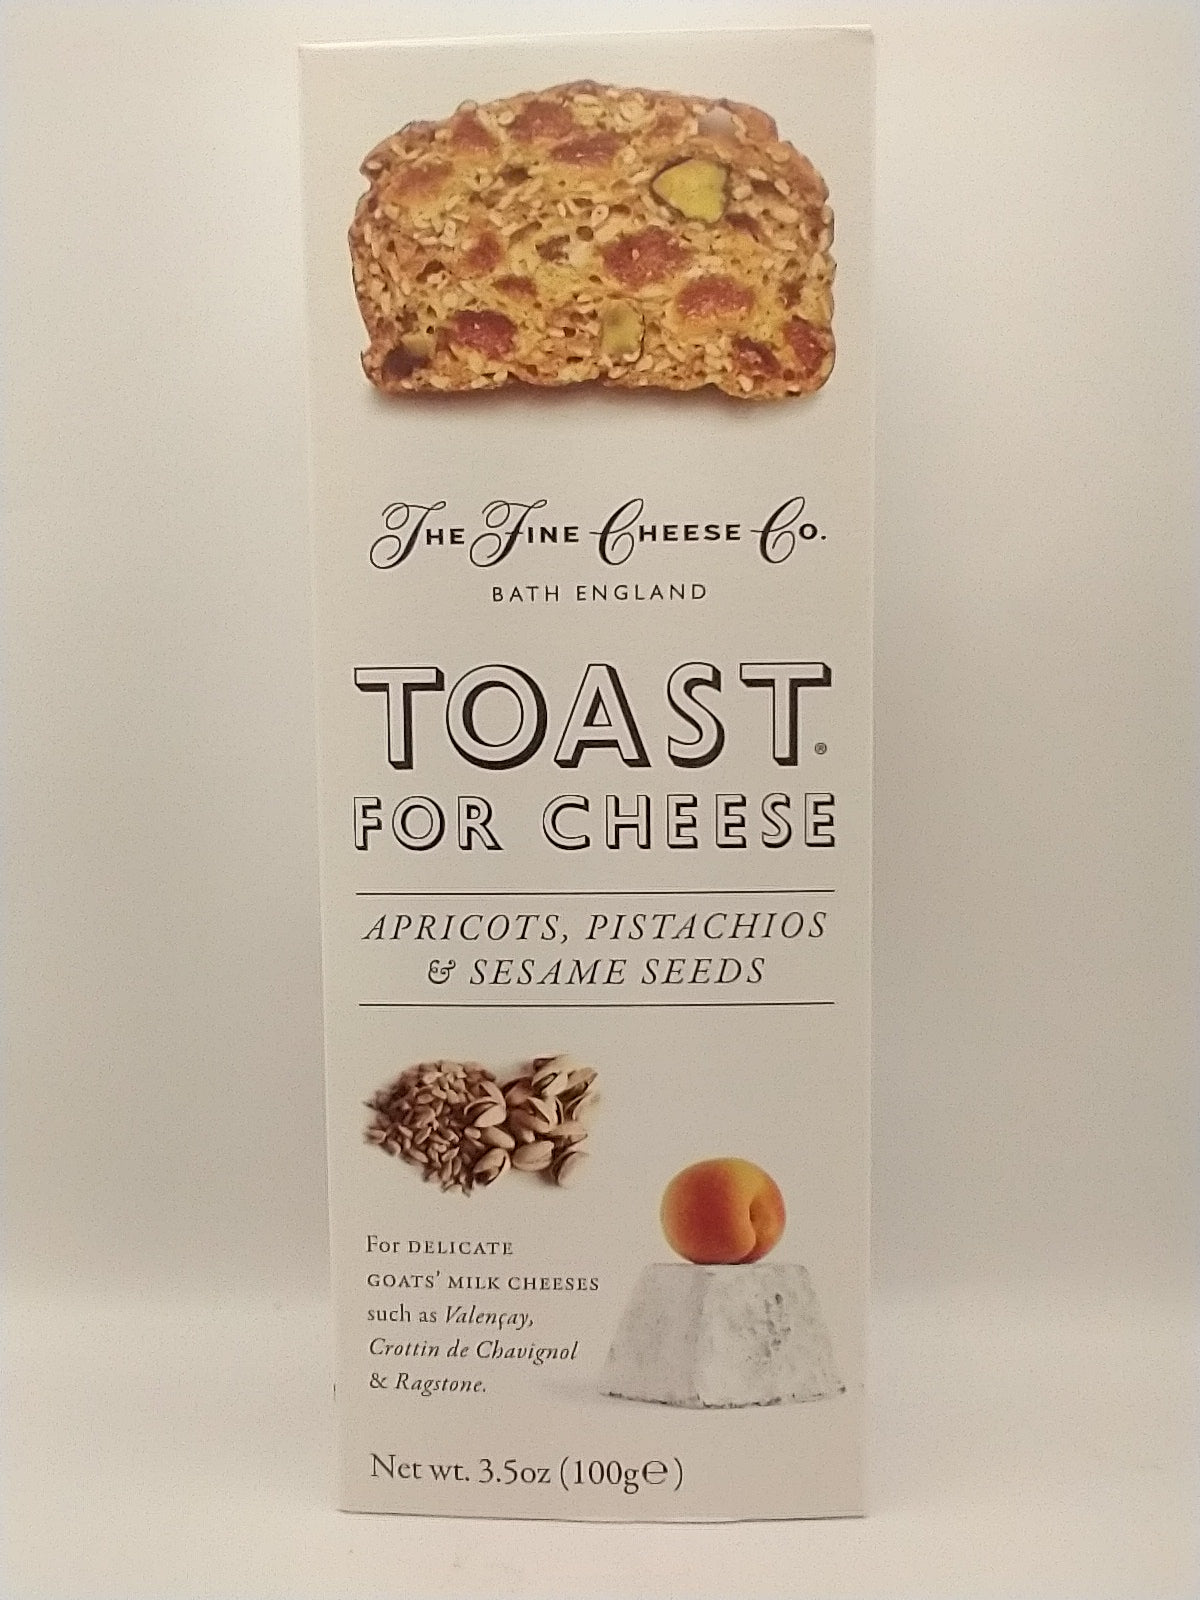 THE FINE CHEESE CO.
BATH ENGLAND
TOAST®
FOR CHEESE
APRICOTS, PISTACHIOS
& SESAME SEEDS
For DELICATE
GOATS’ MILK CHEESES
such as Valençay,
Crottin de Chavignol
& Ragstone.
Net wt. 3.5oz (100g℮)